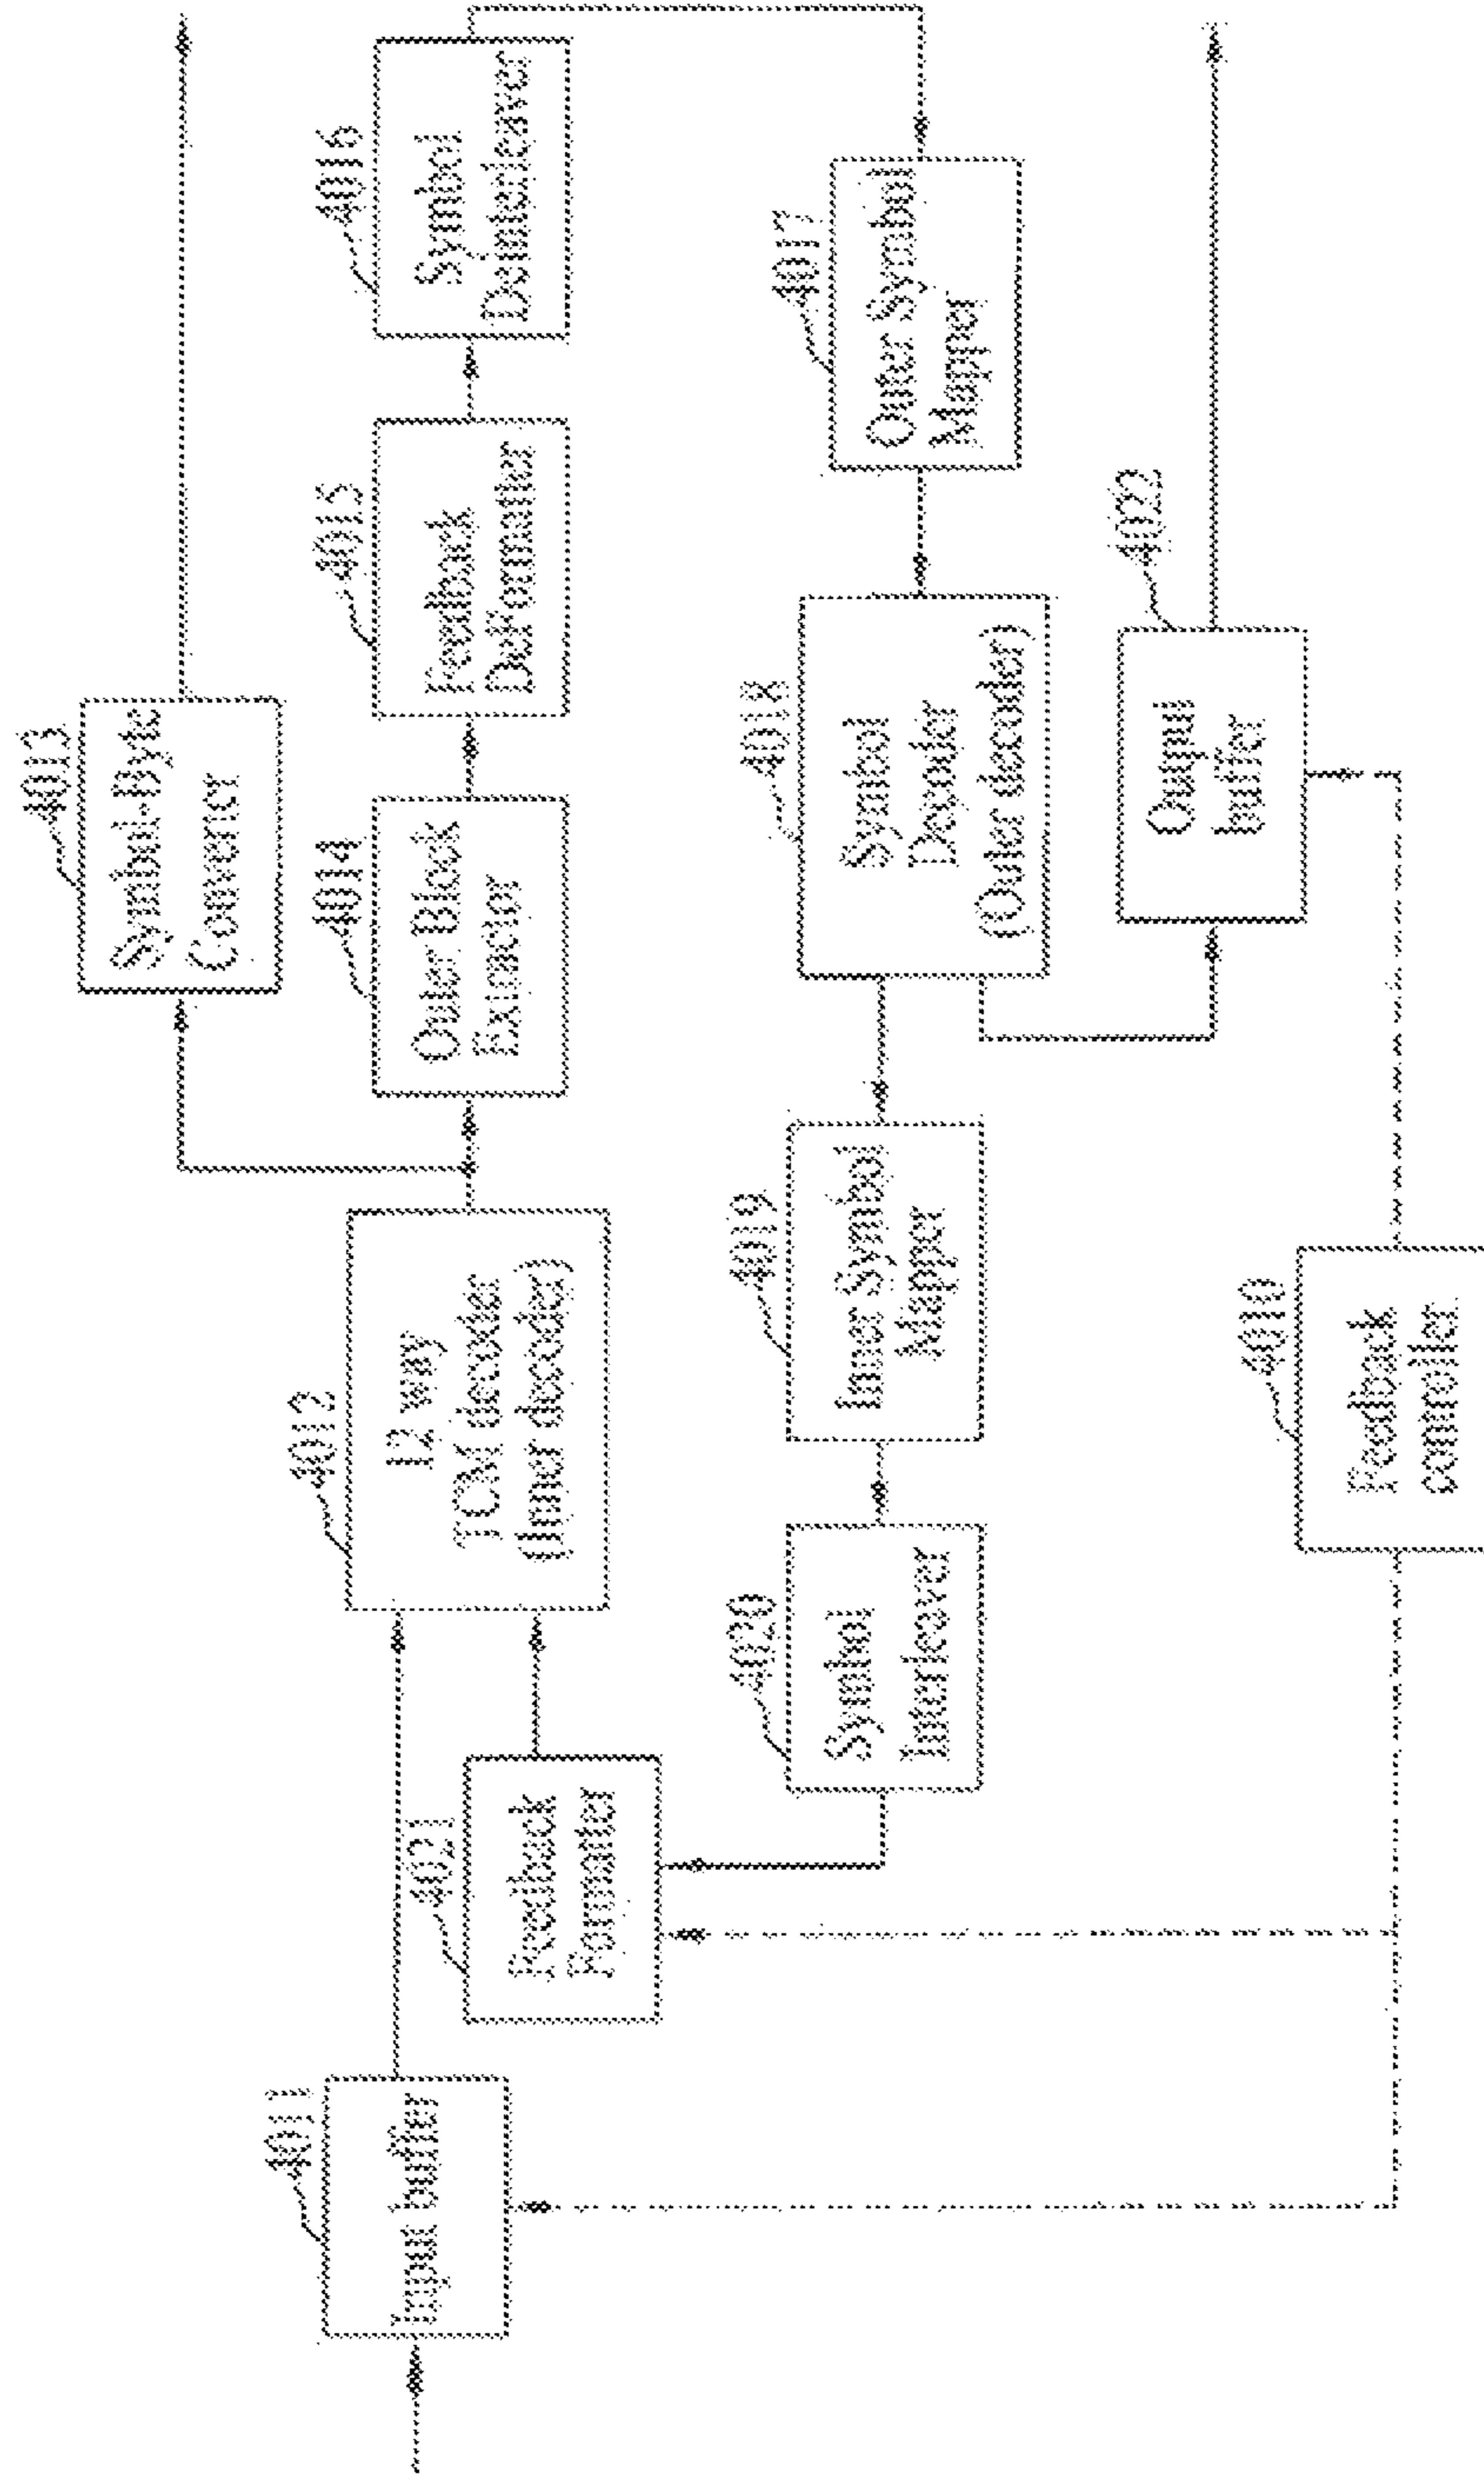 4013
Symbol-Byte
Converter
4011
Input buffer
4021
Feedback
Formatter
4012
12 way
TCM decoder
(Inner decoder)
4014
Outer Block
Extractor
4015
Feedback
DeFormatter
4016
Symbol
Deinterleaver
4020
Symbol
Interleaver
4019
Inner Symbol
Mapper
4018
Symbol
Decoder
(Outer decoder)
4017
Outer Symbol
Mapper
4022
Output
buffer
4010
Feedback
controller